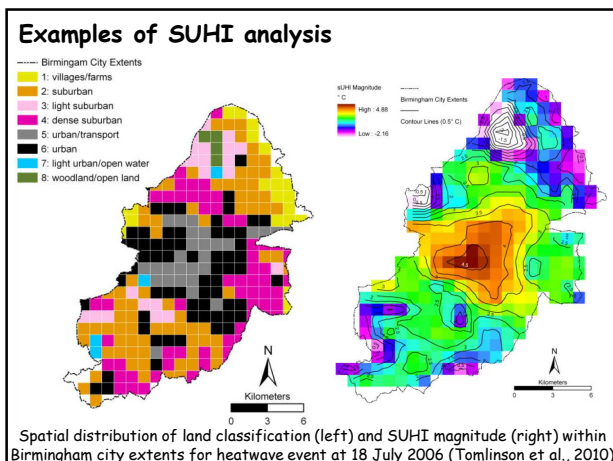 Examples of SUHI analysis
Birmingham City Extents
1: villages/farms
2: suburban
3: light suburban
4: dense suburban
5: urban/transport
6: urban
7: light urban/open water
8: woodland/open land
N
Kilometers
0 3 6
sUHI Magnitude
° C
High : 4.88
Low : -2.16
Birmingham City Extents
Contour Lines (0.5° C)
N
Kilometers
0 3 6
Spatial distribution of land classification (left) and SUHI magnitude (right) within
Birmingham city extents for heatwave event at 18 July 2006 (Tomlinson et al., 2010)